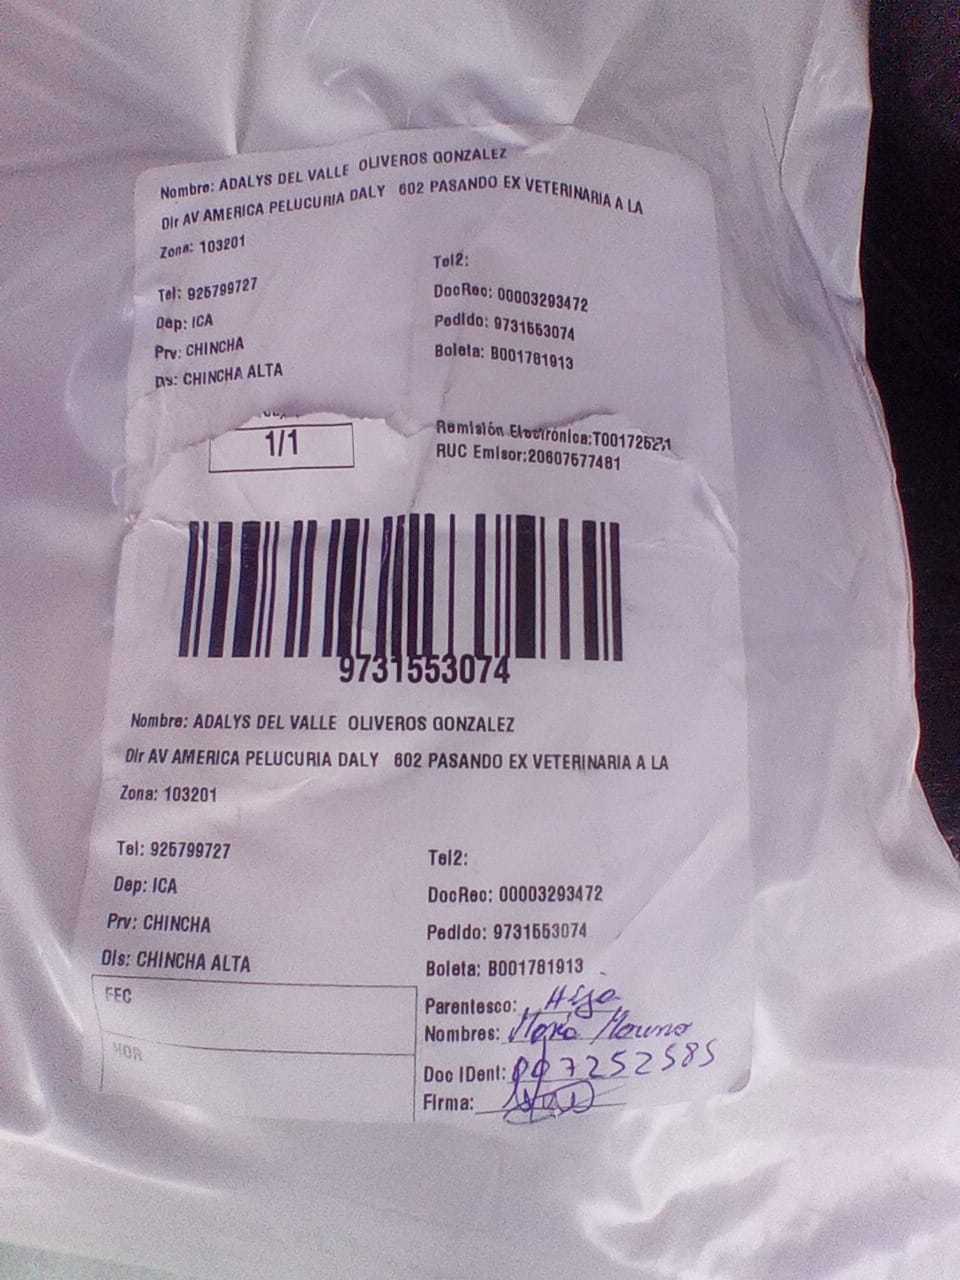 Nombre: ADALYS DEL VALLE OLIVEROS GONZALEZ
Dir AV AMERICA PELUCURIA DALY 602 PASANDO EX VETERINARIA A LA
Zona: 103201
Tel: 925799727 Tel2:
Dep: ICA DocRec: 00003293472
Prv: CHINCHA Pedido: 9731553074
Dis: CHINCHA ALTA Boleta: B001781913
1/1 Remisión Electrónica:T001725271
RUC Emisor:20607577481
9731553074
Nombre: ADALYS DEL VALLE OLIVEROS GONZALEZ
Dir AV AMERICA PELUCURIA DALY 602 PASANDO EX VETERINARIA A LA
Zona: 103201
Tel: 925799727 Tel2:
Dep: ICA DocRec: 00003293472
Prv: CHINCHA Pedido: 9731553074
Dis: CHINCHA ALTA Boleta: B001781913
FEC Parentesco: Hija
Nombres: María Moreno
HOR Doc IDent: 007252585
Firma: